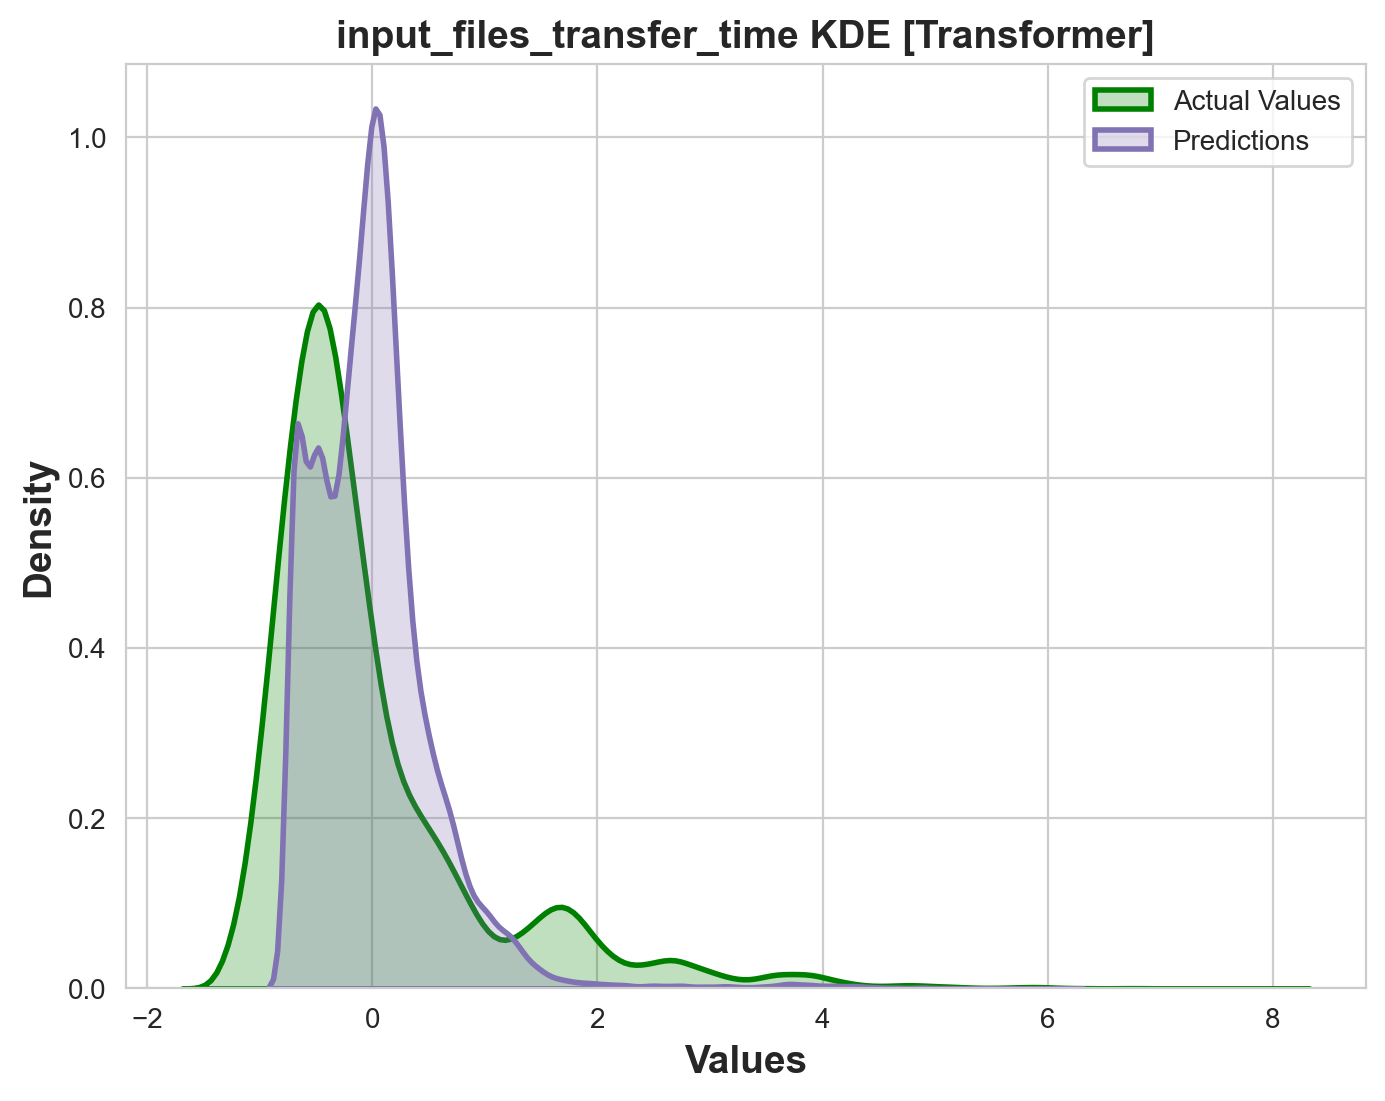 input_files_transfer_time KDE [Transformer]
Actual Values
Predictions
Density
1.0
0.8
0.6
0.4
0.2
0.0
−2
0
2
4
6
8
Values